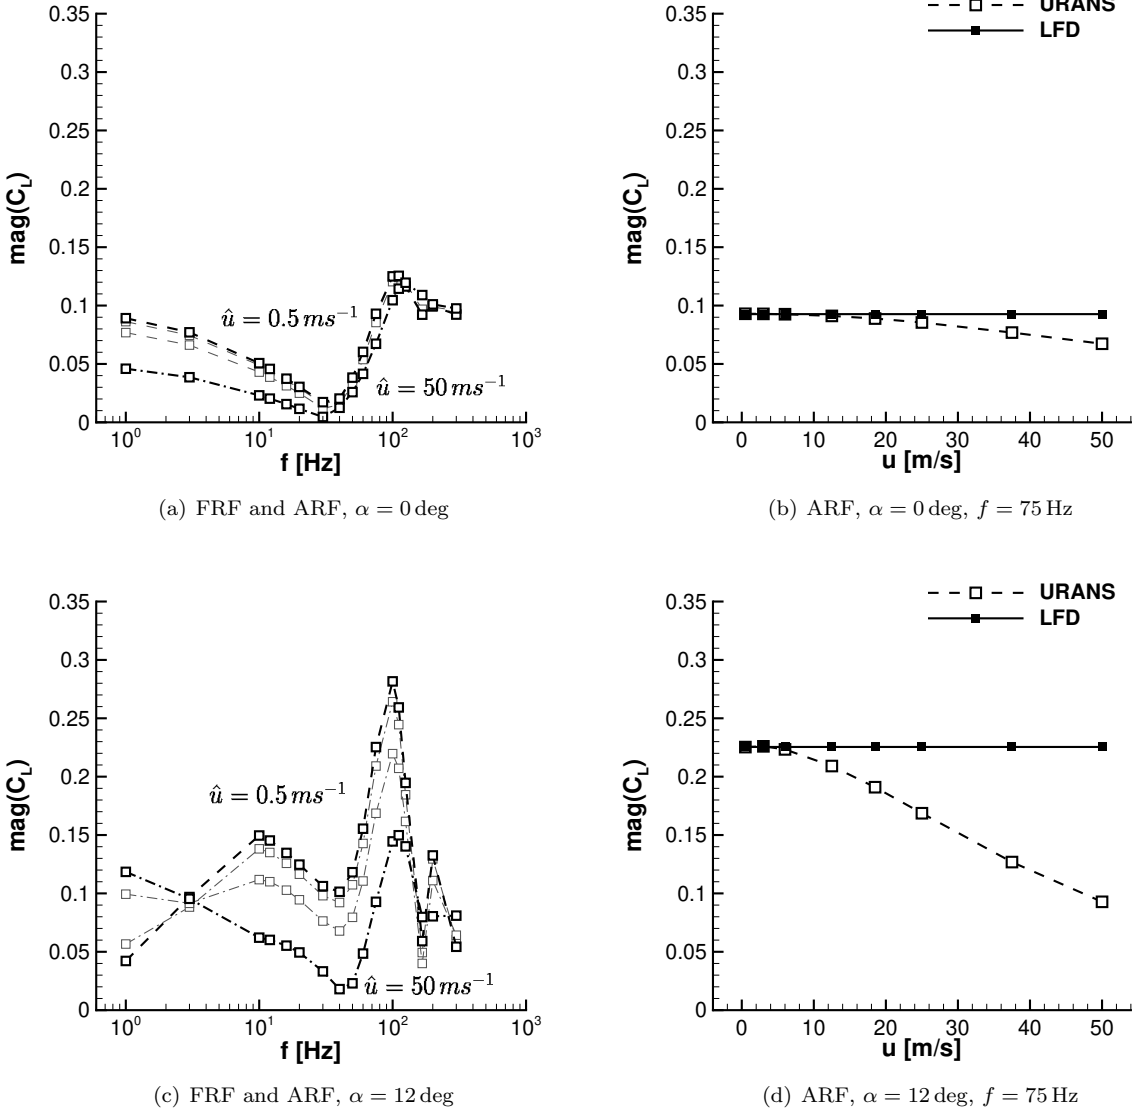 URANS
LFD
0.35
0.3
0.25
0.2
0.15
0.1
0.05
0
mag(C_L)
û = 0.5 ms⁻¹
û = 50 ms⁻¹
10⁰ 10¹ 10² 10³
f [Hz]
(a) FRF and ARF, α = 0 deg
0.35
0.3
0.25
0.2
0.15
0.1
0.05
0
mag(C_L)
0 10 20 30 40 50
u [m/s]
(b) ARF, α = 0 deg, f = 75 Hz
0.35
0.3
0.25
0.2
0.15
0.1
0.05
0
mag(C_L)
û = 0.5 ms⁻¹
û = 50 ms⁻¹
10⁰ 10¹ 10² 10³
f [Hz]
(c) FRF and ARF, α = 12 deg
URANS
LFD
0.35
0.3
0.25
0.2
0.15
0.1
0.05
0
mag(C_L)
0 10 20 30 40 50
u [m/s]
(d) ARF, α = 12 deg, f = 75 Hz